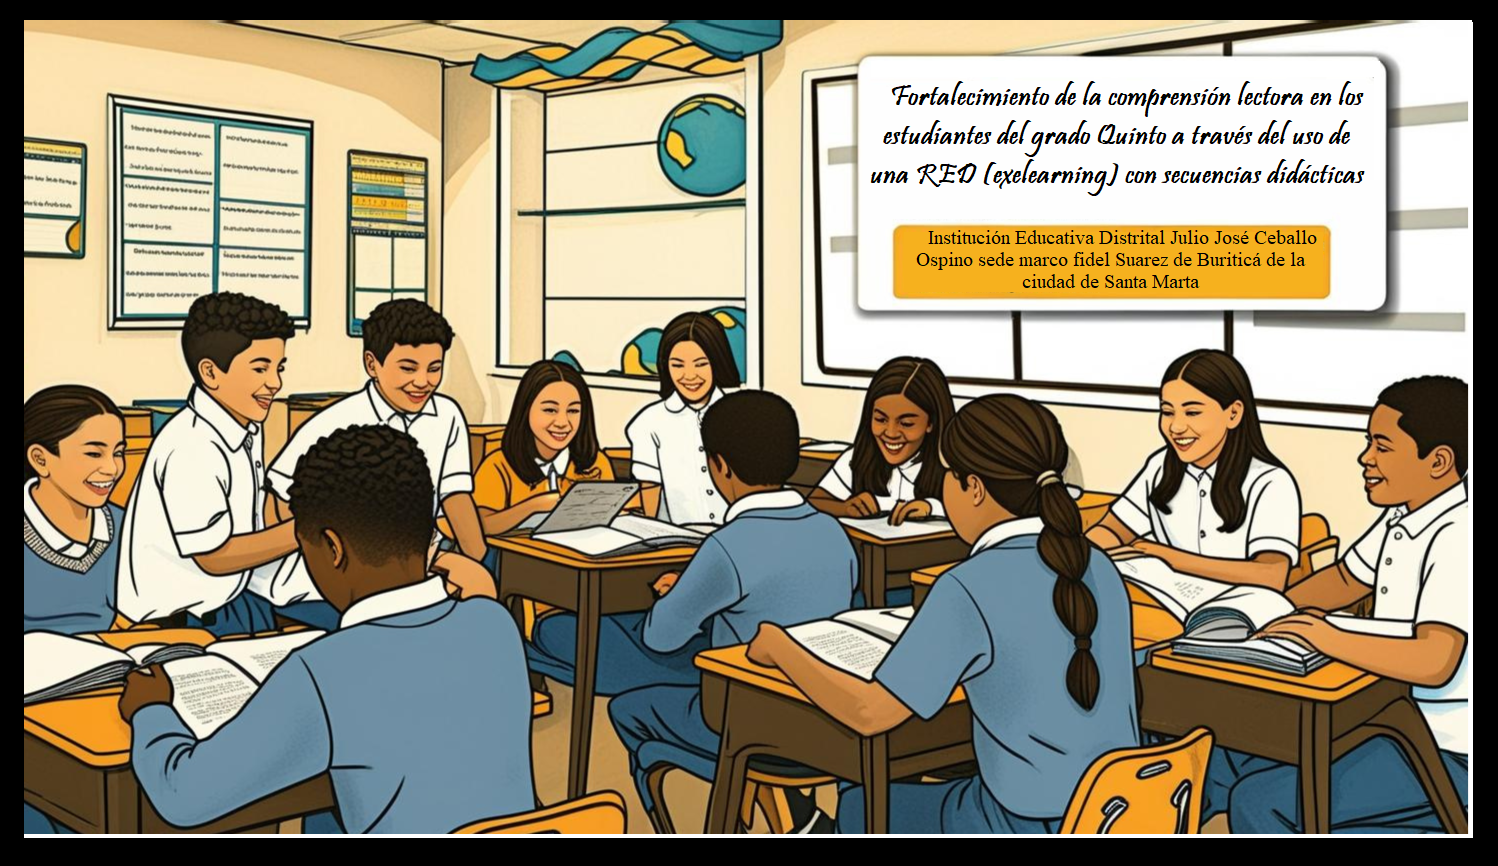 Fortalecimiento de la comprensión lectora en los
estudiantes del grado Quinto a través del uso de
una RED (exelearning) con secuencias didácticas
Institución Educativa Distrital Julio José Ceballo
Ospino sede marco fidel Suarez de Buriticá de la
ciudad de Santa Marta